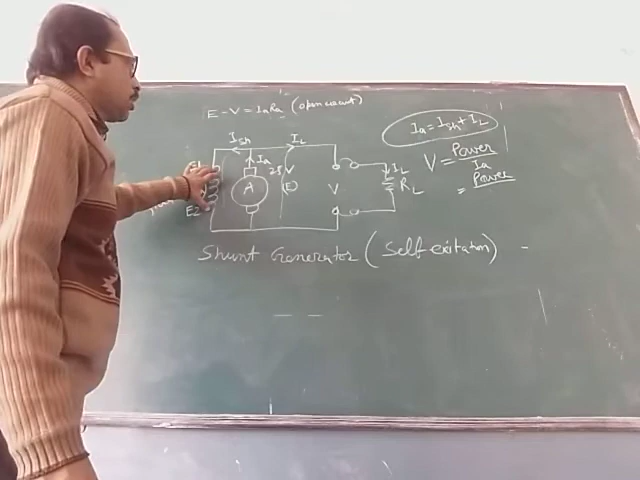 E - V = IaRa (open circuit)
Ia = Ish + IL
Ish IL
V = Power / Ia
= Power
E1 Ia V IL
A (E) V RL
E2
Shunt Generator (Self exitation) -